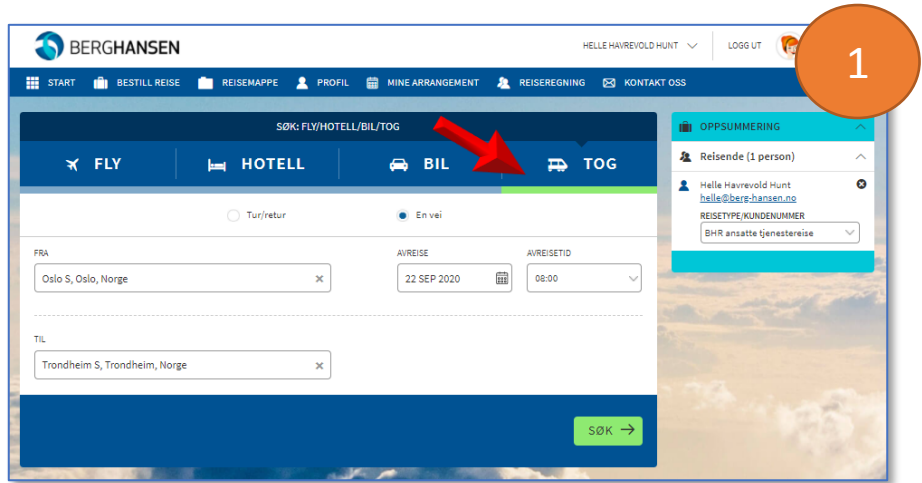 BERGHANSEN
HELLE HAVREVOLD HUNT
LOGG UT
1
START BESTILL REISE REISEMAPPE PROFIL MINE ARRANGEMENT REISEREGNING KONTAKT OSS
SØK: FLY/HOTELL/BIL/TOG
FLY HOTELL BIL TOG
Tur/retur En vei
FRA AVREISE AVREISETID
Oslo S, Oslo, Norge 22 SEP 2020 08:00
TIL
Trondheim S, Trondheim, Norge
SØK
OPPSUMMERING
Reisende (1 person)
Helle Havrevold Hunt
helle@berg-hansen.no
REISETYPE/KUNDENUMMER
BHR ansatte tjenestereise